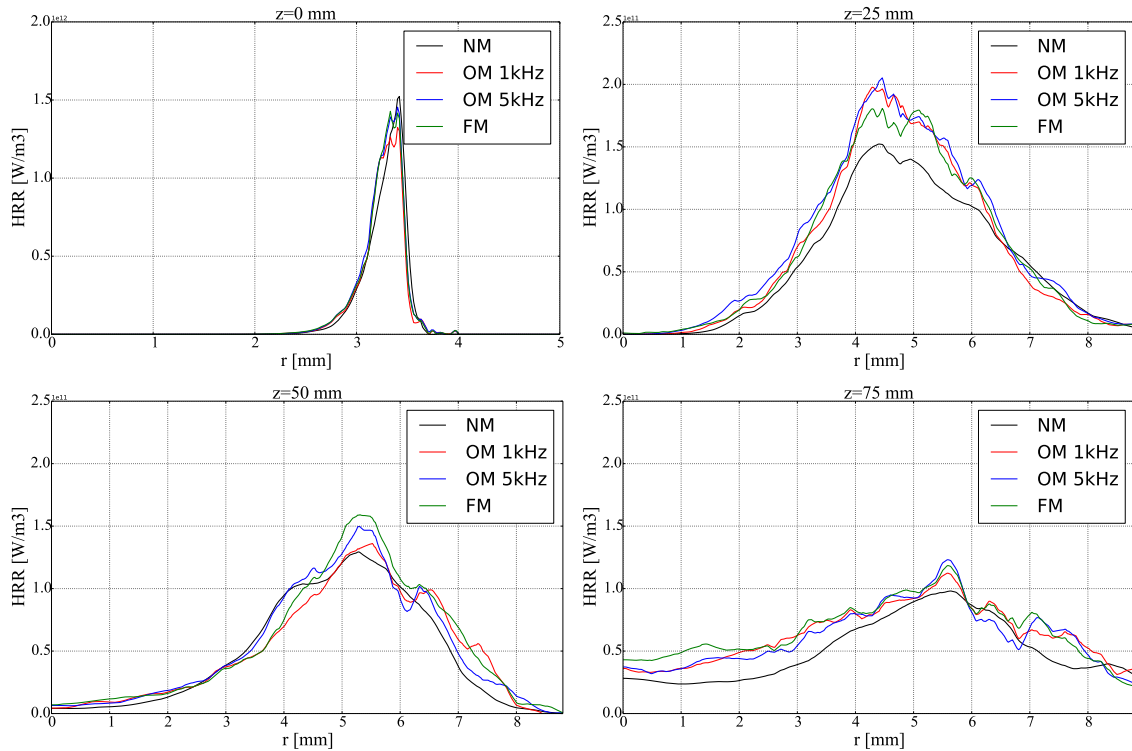 z=0 mm
1e12
2.0
1.5
1.0
0.5
0.0
HRR [W/m3]
0 1 2 3 4 5
r [mm]
NM
OM 1kHz
OM 5kHz
FM
z=25 mm
1e11
2.5
2.0
1.5
1.0
0.5
0.0
HRR [W/m3]
0 1 2 3 4 5 6 7 8
r [mm]
NM
OM 1kHz
OM 5kHz
FM
z=50 mm
1e11
2.5
2.0
1.5
1.0
0.5
0.0
HRR [W/m3]
0 1 2 3 4 5 6 7 8
r [mm]
NM
OM 1kHz
OM 5kHz
FM
z=75 mm
1e11
2.5
2.0
1.5
1.0
0.5
0.0
HRR [W/m3]
0 1 2 3 4 5 6 7 8
r [mm]
NM
OM 1kHz
OM 5kHz
FM